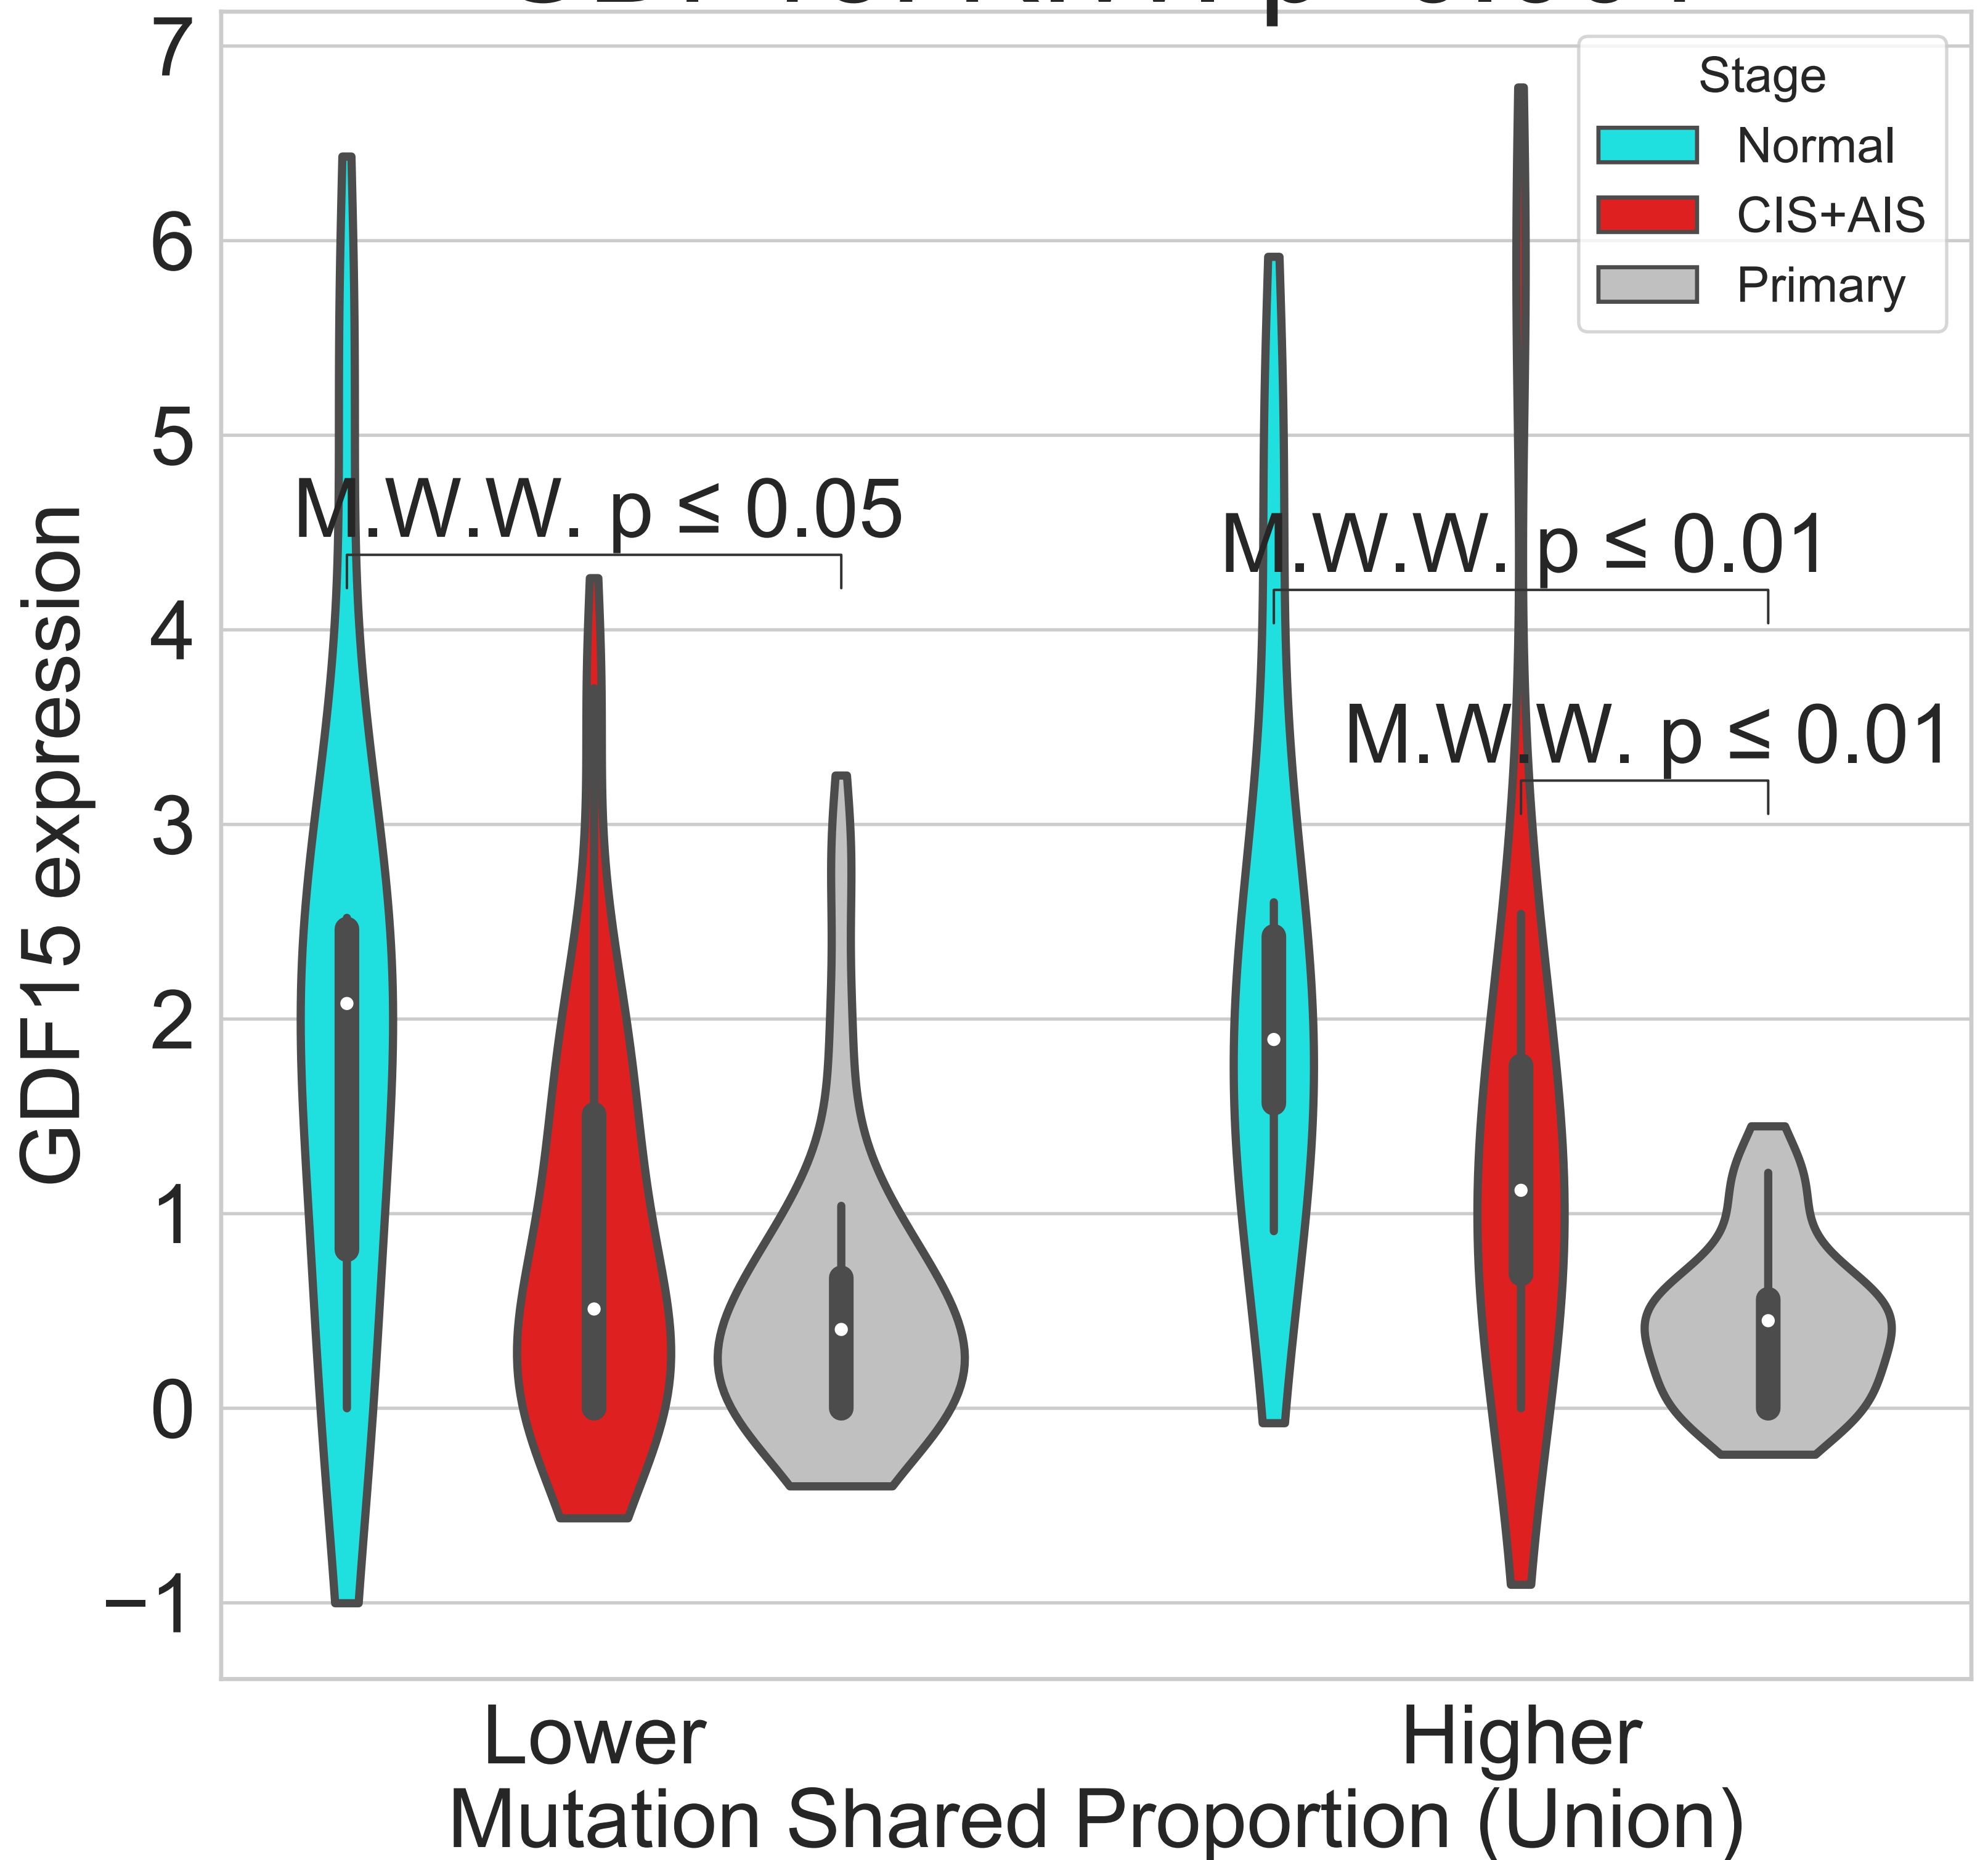 7
6
5
4
3
2
1
0
−1
GDF15 expression
Stage
Normal
CIS+AIS
Primary
M.W.W. p ≤ 0.05
M.W.W. p ≤ 0.01
M.W.W. p ≤ 0.01
Lower
Higher
Mutation Shared Proportion (Union)